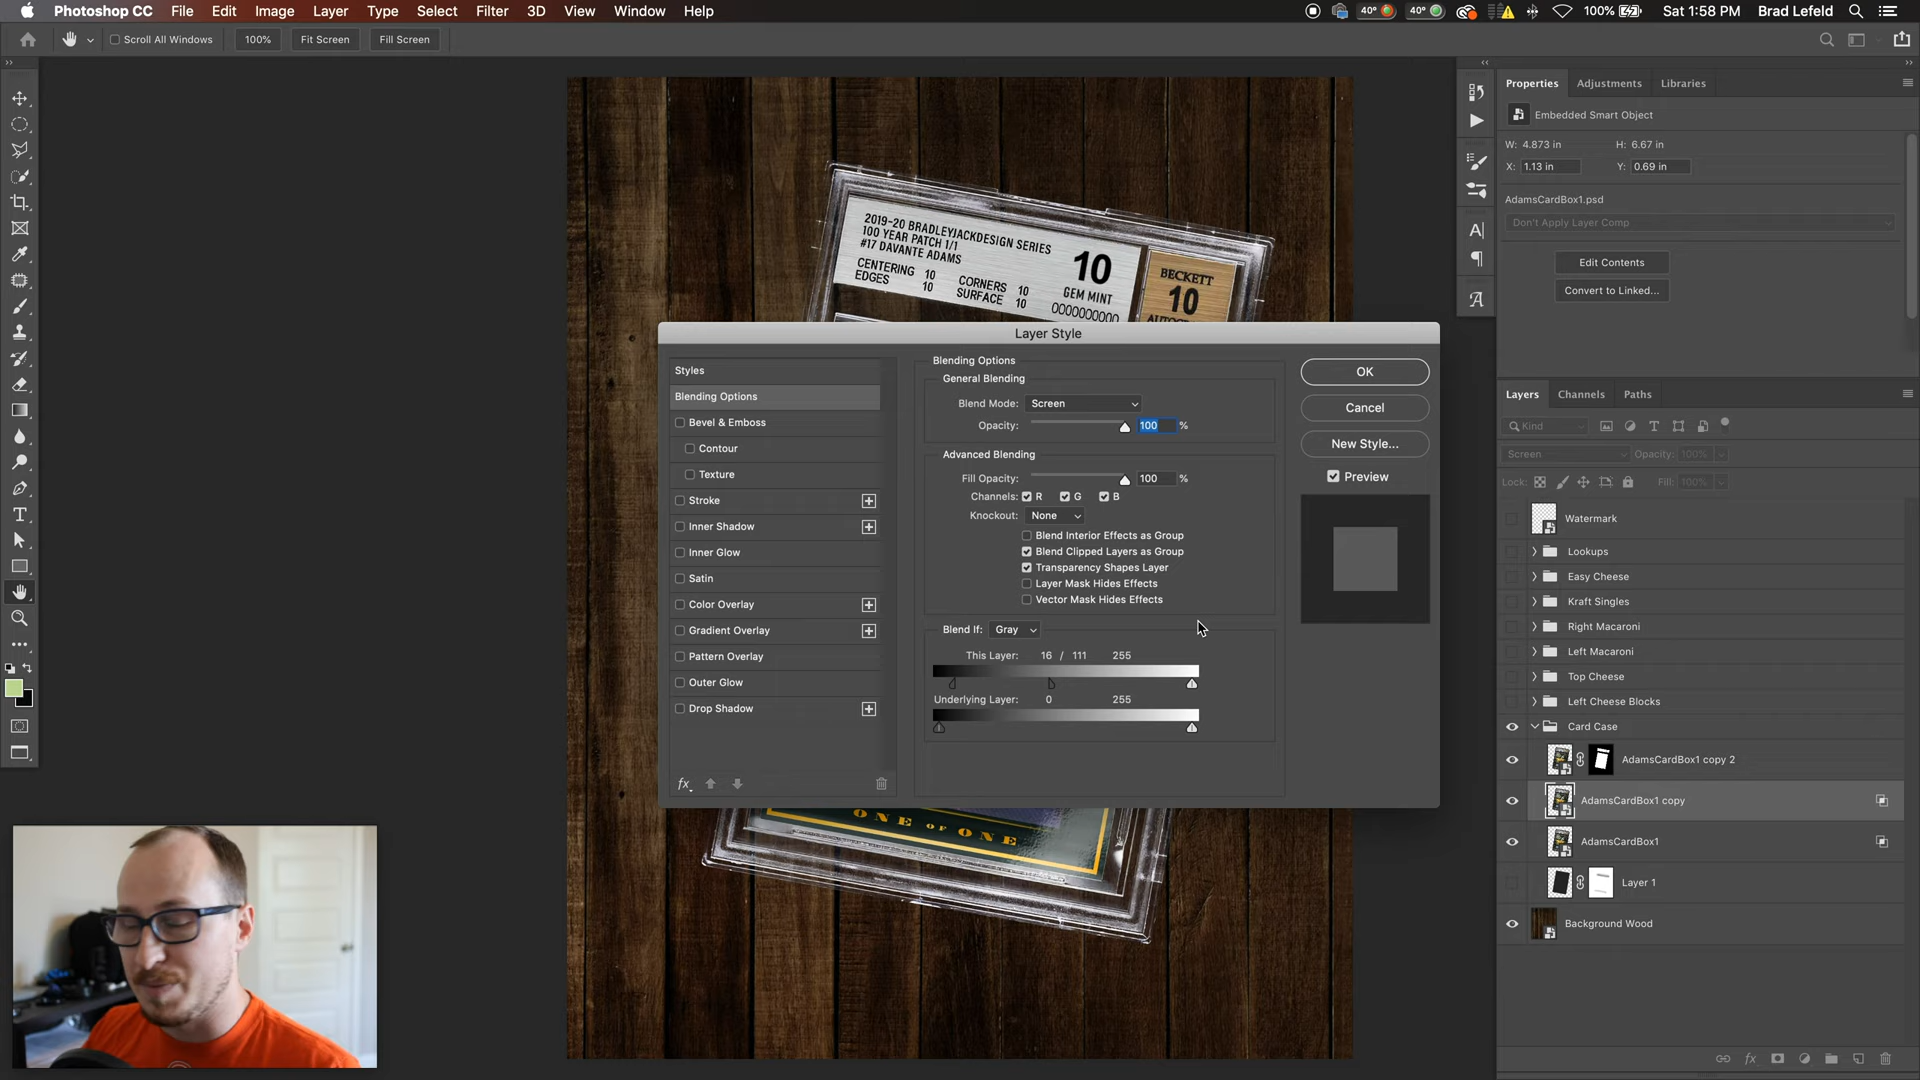 Photoshop CC File Edit Image Layer Type Select Filter 3D View Window Help
40° 40° 100% Sat 1:58 PM Brad Lefeld
Scroll All Windows 100% Fit Screen Fill Screen
2019-20 BRADLEYJACKDESIGN SERIES
100 YEAR PATCH 1/1
#17 DAVANTE ADAMS
CENTERING 10 CORNERS 10
EDGES 10 SURFACE 10
10
GEM MINT
0000000000
BECKETT
10
ONE OF ONE
Layer Style
Styles
Blending Options
Bevel & Emboss
Contour
Texture
Stroke
Inner Shadow
Inner Glow
Satin
Color Overlay
Gradient Overlay
Pattern Overlay
Outer Glow
Drop Shadow
fx
Blending Options
General Blending
Blend Mode: Screen
Opacity: 100 %
Advanced Blending
Fill Opacity: 100 %
Channels: R G B
Knockout: None
Blend Interior Effects as Group
Blend Clipped Layers as Group
Transparency Shapes Layer
Layer Mask Hides Effects
Vector Mask Hides Effects
Blend If: Gray
This Layer: 16 / 111 255
Underlying Layer: 0 255
OK
Cancel
New Style...
Preview
Properties Adjustments Libraries
Embedded Smart Object
W: 4.873 in H: 6.67 in
X: 1.13 in Y: 0.69 in
AdamsCardBox1.psd
Don't Apply Layer Comp
Edit Contents
Convert to Linked...
Layers Channels Paths
Kind
Screen Opacity: 100%
Lock: Fill: 100%
Watermark
Lookups
Easy Cheese
Kraft Singles
Right Macaroni
Left Macaroni
Top Cheese
Left Cheese Blocks
Card Case
AdamsCardBox1 copy 2
AdamsCardBox1 copy
AdamsCardBox1
Layer 1
Background Wood
fx